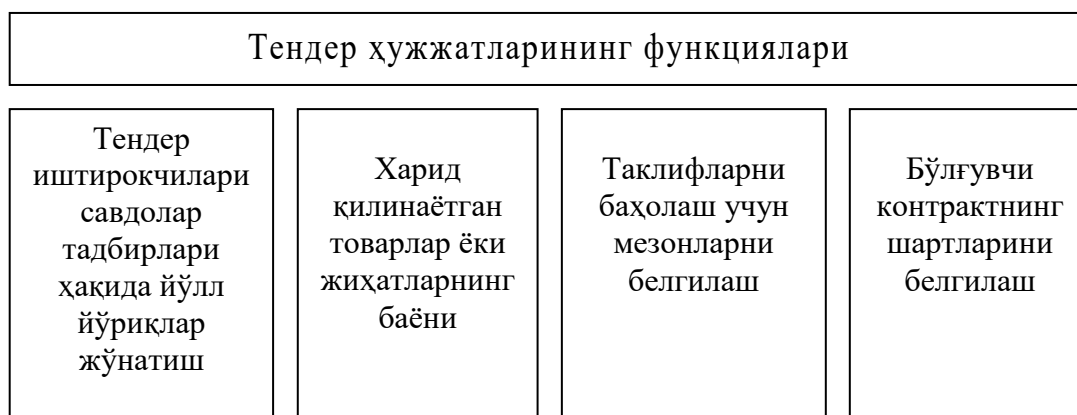 Тендер ҳужжатларининг функциялари
Тендер
иштирокчилари
савдолар
тадбирлари
ҳақида йўлл
йўриқлар
жўнатиш
Харид
қилинаётган
товарлар ёки
жиҳатларнинг
баёни
Таклифларни
баҳолаш учун
мезонларни
белгилаш
Бўлғувчи
контрактнинг
шартларини
белгилаш